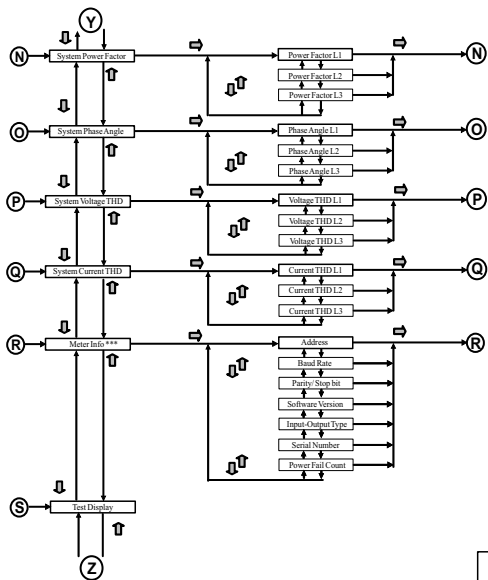 Y
N
System Power Factor
Power Factor L1
N
Power Factor L2
Power Factor L3
O
System Phase Angle
Phase Angle L1
O
Phase Angle L2
Phase Angle L3
P
System Voltage THD
Voltage THD L1
P
Voltage THD L2
Voltage THD L3
Q
System Current THD
Current THD L1
Q
Current THD L2
Current THD L3
R
Meter Info ***
Address
R
Baud Rate
Parity/ Stop bit
Software Version
Input-Output Type
Serial Number
Power Fail Count
S
Test Display
Z